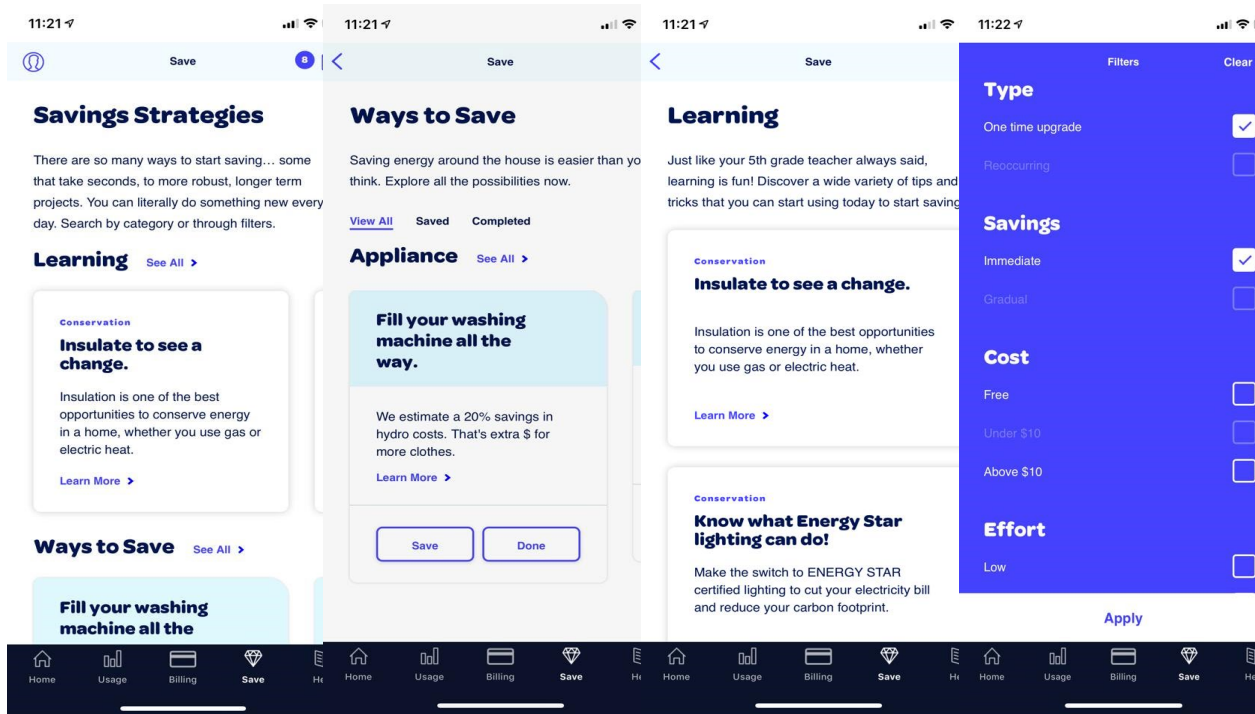 11:21
Save
8
Savings Strategies
There are so many ways to start saving... some
that take seconds, to more robust, longer term
projects. You can literally do something new every
day. Search by category or through filters.
Learning See All >
Conservation
Insulate to see a
change.
Insulation is one of the best
opportunities to conserve energy
in a home, whether you use gas or
electric heat.
Learn More >
Ways to Save See All >
Fill your washing
machine all the
Home Usage Billing Save
11:21
Save
Ways to Save
Saving energy around the house is easier than yo
think. Explore all the possibilities now.
View All Saved Completed
Appliance See All >
Fill your washing
machine all the
way.
We estimate a 20% savings in
hydro costs. That's extra $ for
more clothes.
Learn More >
Save Done
Home Usage Billing Save
11:21
Save
Learning
Just like your 5th grade teacher always said,
learning is fun! Discover a wide variety of tips and
tricks that you can start using today to start saving
Conservation
Insulate to see a change.
Insulation is one of the best opportunities
to conserve energy in a home, whether
you use gas or electric heat.
Learn More >
Conservation
Know what Energy Star
lighting can do!
Make the switch to ENERGY STAR
certified lighting to cut your electricity bill
and reduce your carbon footprint.
Home Usage Billing Save
11:22
Filters Clear
Type
One time upgrade
Reoccurring
Savings
Immediate
Gradual
Cost
Free
Under $10
Above $10
Effort
Low
Apply
Home Usage Billing Save